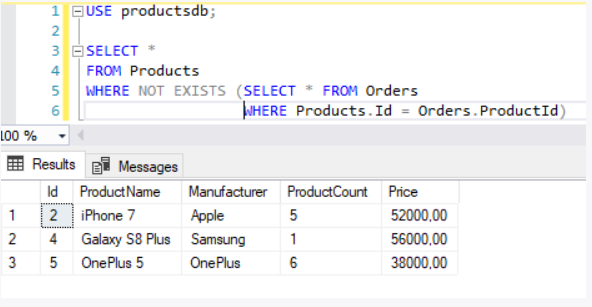 1 USE productsdb;
2
3 SELECT *
4 FROM Products
5 WHERE NOT EXISTS (SELECT * FROM Orders
6 WHERE Products.Id = Orders.ProductId)
100 %
Results Messages
Id ProductName Manufacturer ProductCount Price
1 2 iPhone 7 Apple 5 52000,00
2 4 Galaxy S8 Plus Samsung 1 56000,00
3 5 OnePlus 5 OnePlus 6 38000,00